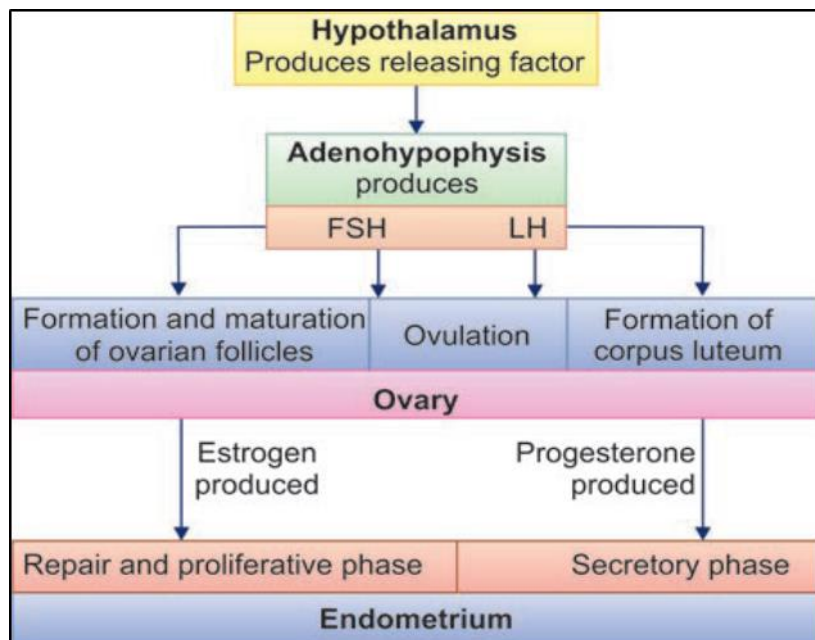 Hypothalamus
Produces releasing factor
Adenohypophysis
produces
FSH LH
Formation and maturation
of ovarian follicles
Ovulation
Formation of
corpus luteum
Ovary
Estrogen
produced
Progesterone
produced
Repair and proliferative phase
Secretory phase
Endometrium